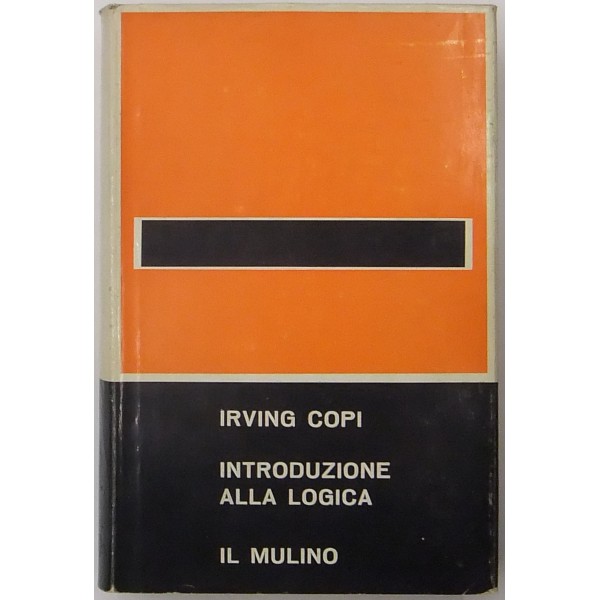 IRVING COPI
INTRODUZIONE
ALLA LOGICA
IL MULINO